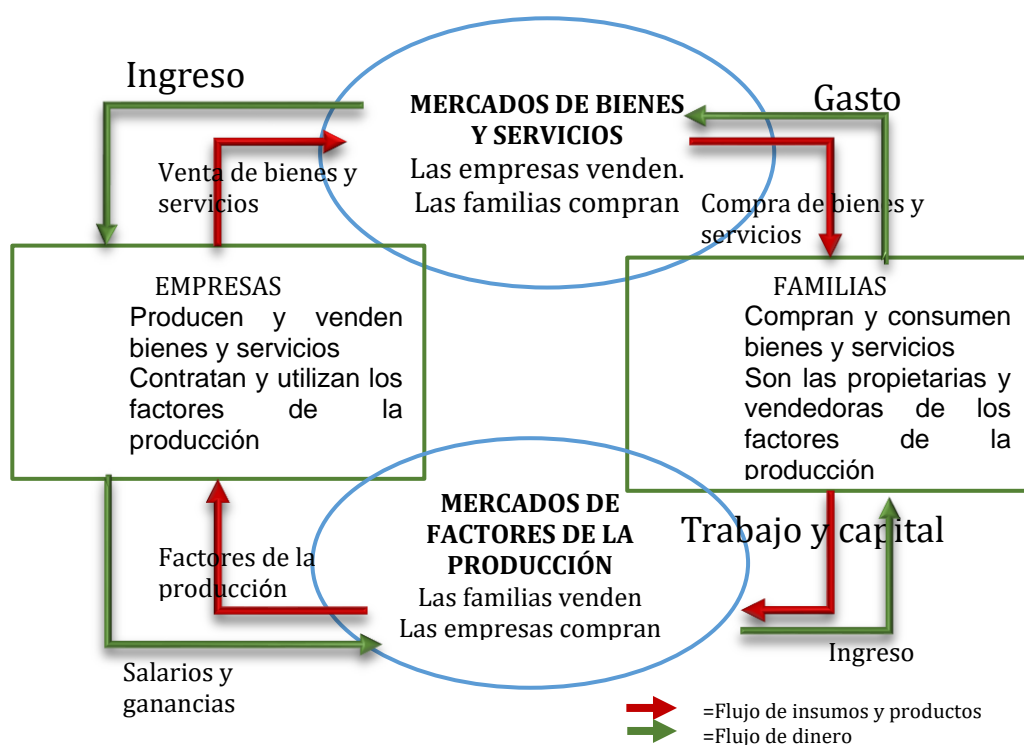 Ingreso
MERCADOS DE BIENES
Y SERVICIOS
Las empresas venden.
Las familias compran
Gasto
Venta de bienes y
servicios
Compra de bienes y
servicios
EMPRESAS
Producen y venden
bienes y servicios
Contratan y utilizan los
factores de la
producción
FAMILIAS
Compran y consumen
bienes y servicios
Son las propietarias y
vendedoras de los
factores de la
producción
MERCADOS DE
FACTORES DE LA
PRODUCCIÓN
Las familias venden
Las empresas compran
Trabajo y capital
Factores de la
producción
Salarios y
ganancias
Ingreso
=Flujo de insumos y productos
=Flujo de dinero